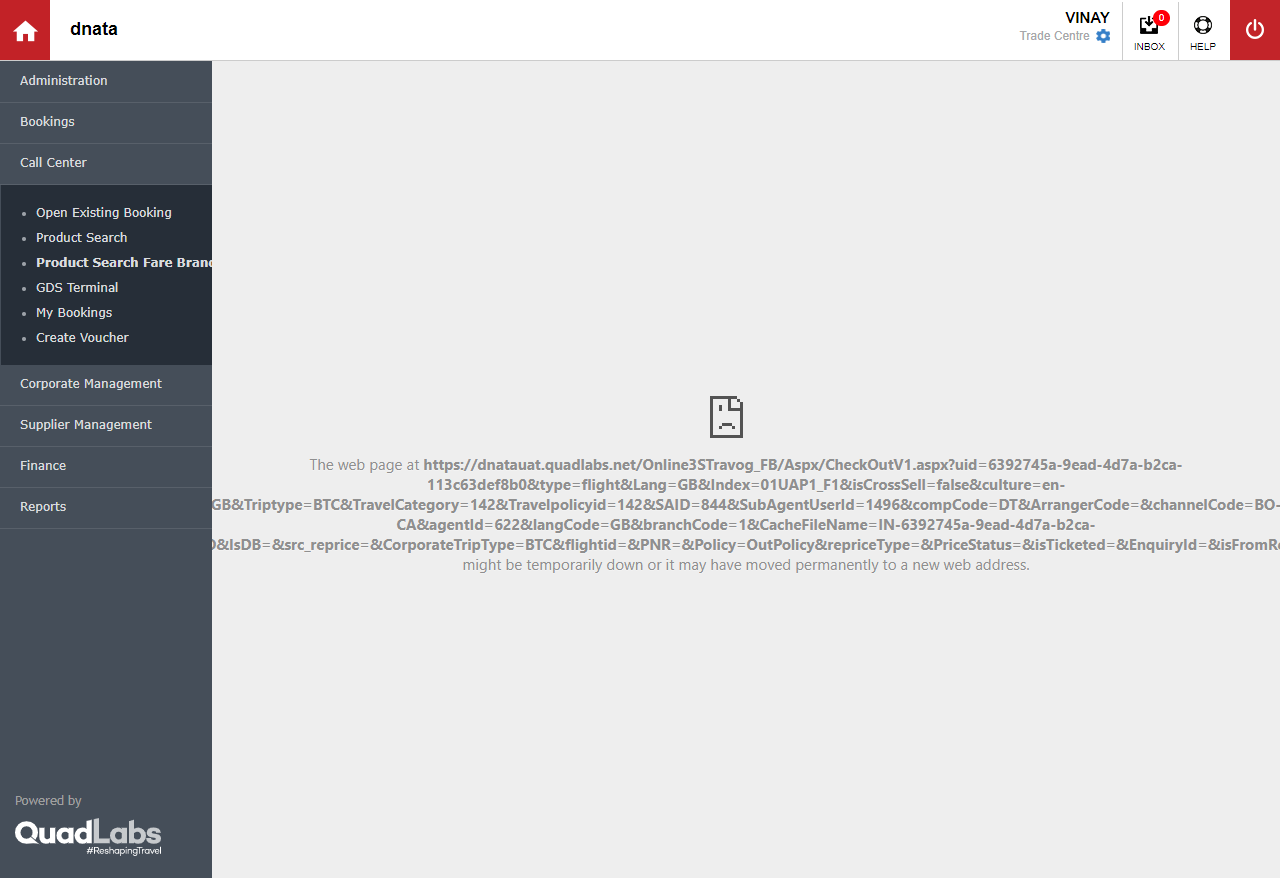 dnata
VINAY
Trade Centre
0
INBOX
HELP
Administration
Bookings
Call Center
Open Existing Booking
Product Search
Product Search Fare Brand
GDS Terminal
My Bookings
Create Voucher
Corporate Management
Supplier Management
Finance
Reports
The web page at https://dnatauat.quadlabs.net/Online3STravog_FB/Aspx/CheckOutV1.aspx?uid=6392745a-9ead-4d7a-b2ca-
113c63def8b0&type=flight&Lang=GB&Index=01UAP1_F1&isCrossSell=false&culture=en-
GB&Triptype=BTC&TravelCategory=142&Travelpolicyid=142&SAID=844&SubAgentUserId=1496&compCode=DT&ArrangerCode=&channelCode=BO-
CA&agentId=622&langCode=GB&branchCode=1&CacheFileName=IN-6392745a-9ead-4d7a-b2ca-
&IsDB=&src_reprice=&CorporateTripType=BTC&flightid=&PNR=&Policy=OutPolicy&repriceType=&PriceStatus=&isTicketed=&EnquiryId=&isFromR
might be temporarily down or it may have moved permanently to a new web address.
Powered by
QuadLabs
#ReshapingTravel